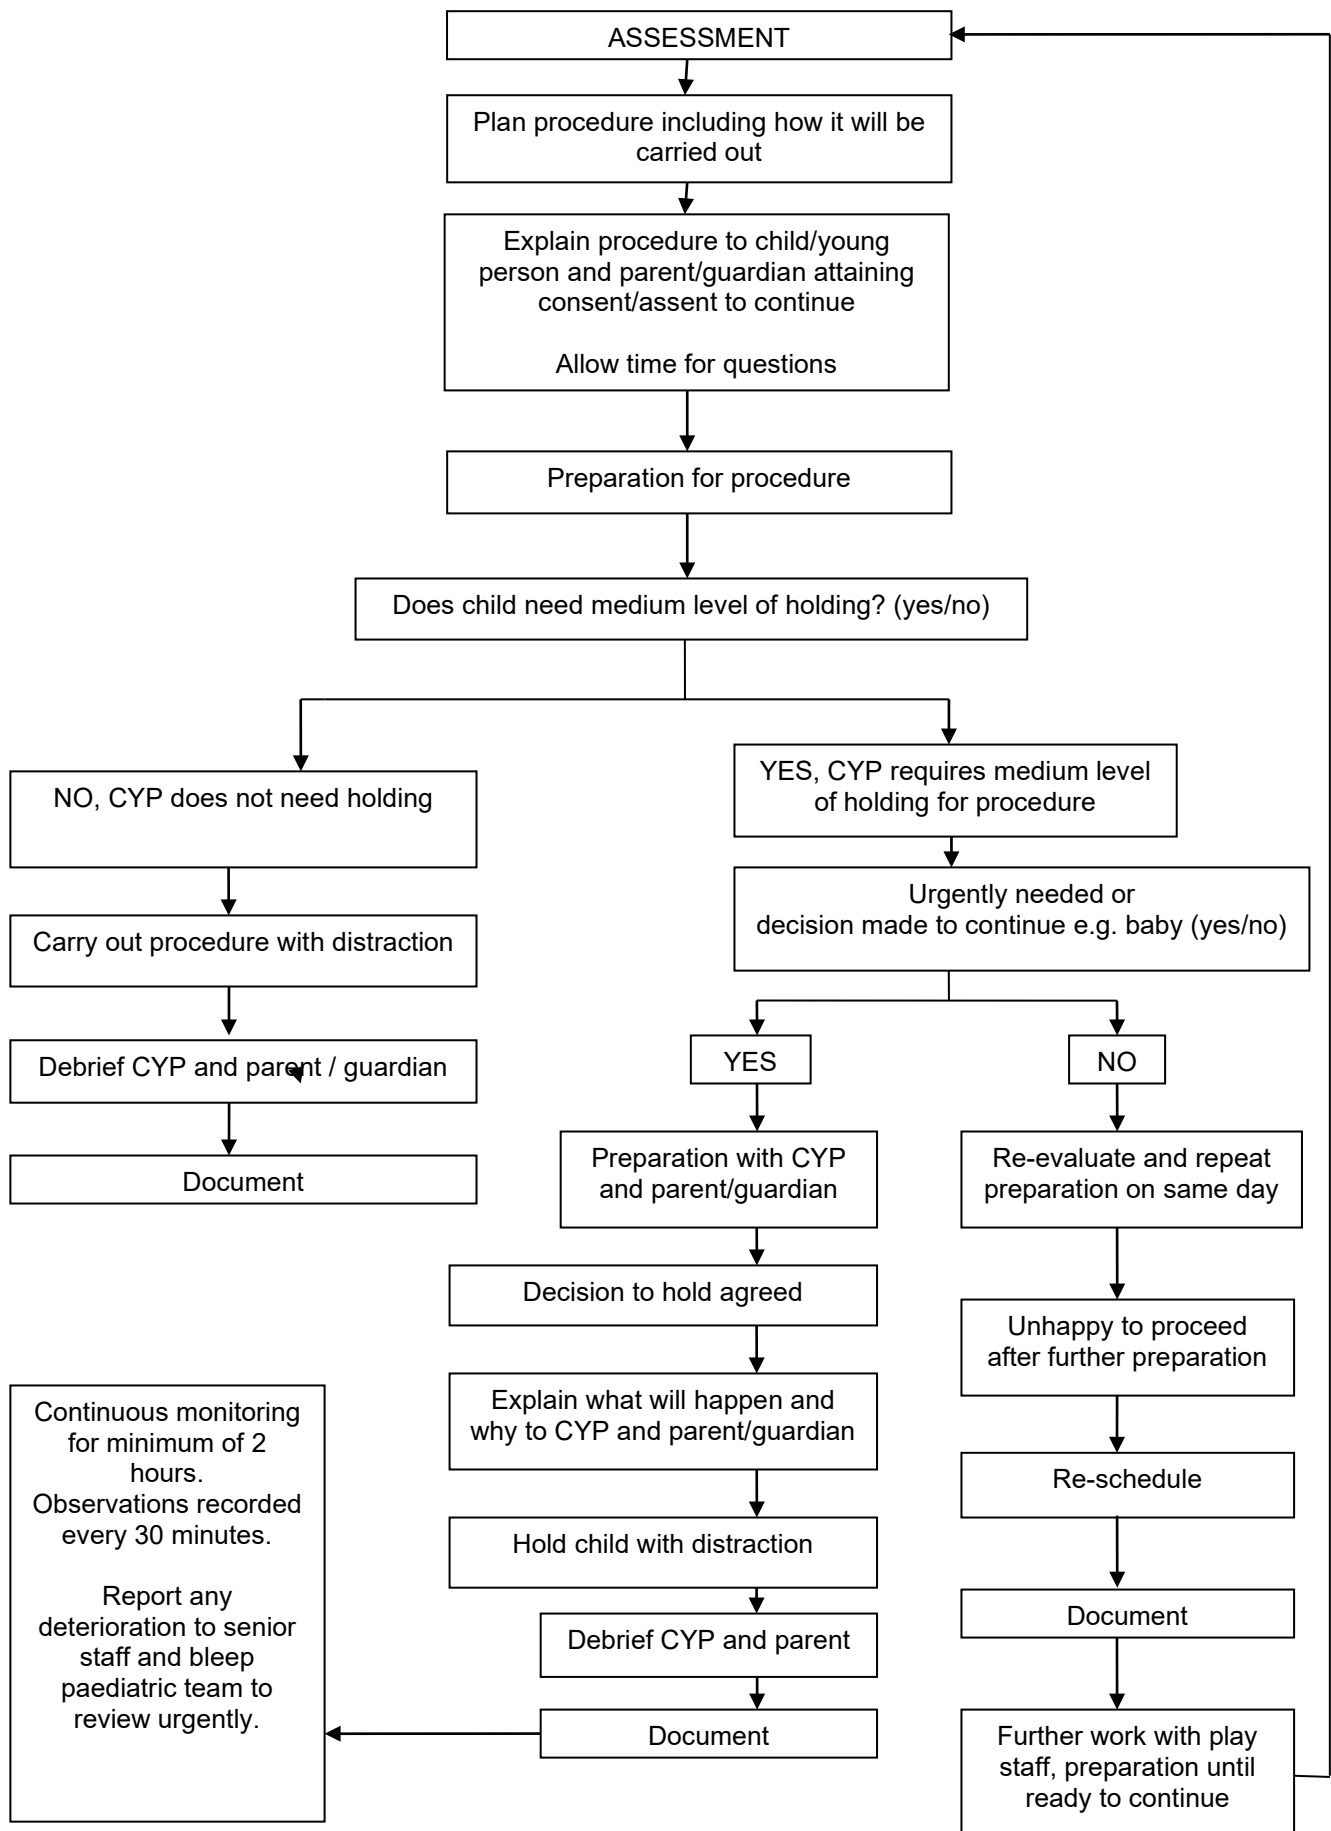 ASSESSMENT
Plan procedure including how it will be
carried out
Explain procedure to child/young
person and parent/guardian attaining
consent/assent to continue
Allow time for questions
Preparation for procedure
Does child need medium level of holding? (yes/no)
NO, CYP does not need holding
Carry out procedure with distraction
Debrief CYP and parent / guardian
Document
YES, CYP requires medium level
of holding for procedure
Urgently needed or
decision made to continue e.g. baby (yes/no)
YES
Preparation with CYP
and parent/guardian
Decision to hold agreed
Explain what will happen and
why to CYP and parent/guardian
Hold child with distraction
Debrief CYP and parent
Document
Continuous monitoring
for minimum of 2
hours.
Observations recorded
every 30 minutes.
Report any
deterioration to senior
staff and bleep
paediatric team to
review urgently.
NO
Re-evaluate and repeat
preparation on same day
Unhappy to proceed
after further preparation
Re-schedule
Document
Further work with play
staff, preparation until
ready to continue